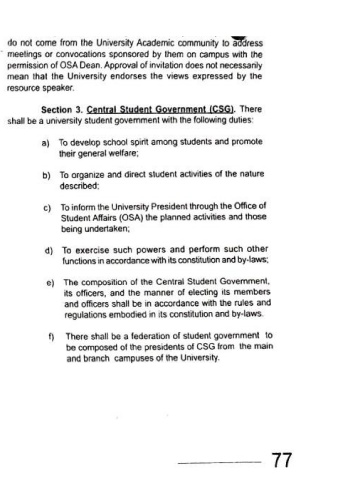 do not come from the University Academic community to address
meetings or convocations sponsored by them on campus with the
permission of OSA Dean. Approval of invitation does not necessarily
mean that the University endorses the views expressed by the
resource speaker.
Section 3. Central Student Government (CSG). There
shall be a university student government with the following duties:
a) To develop school spirit among students and promote
their general welfare;
b) To organize and direct student activities of the nature
described;
c) To inform the University President through the Office of
Student Affairs (OSA) the planned activities and those
being undertaken;
d) To exercise such powers and perform such other
functions in accordance with its constitution and by-laws;
e) The composition of the Central Student Government,
its officers, and the manner of electing its members
and officers shall be in accordance with the rules and
regulations embodied in its constitution and by-laws.
f) There shall be a federation of student government to
be composed of the presidents of CSG from the main
and branch campuses of the University.
77